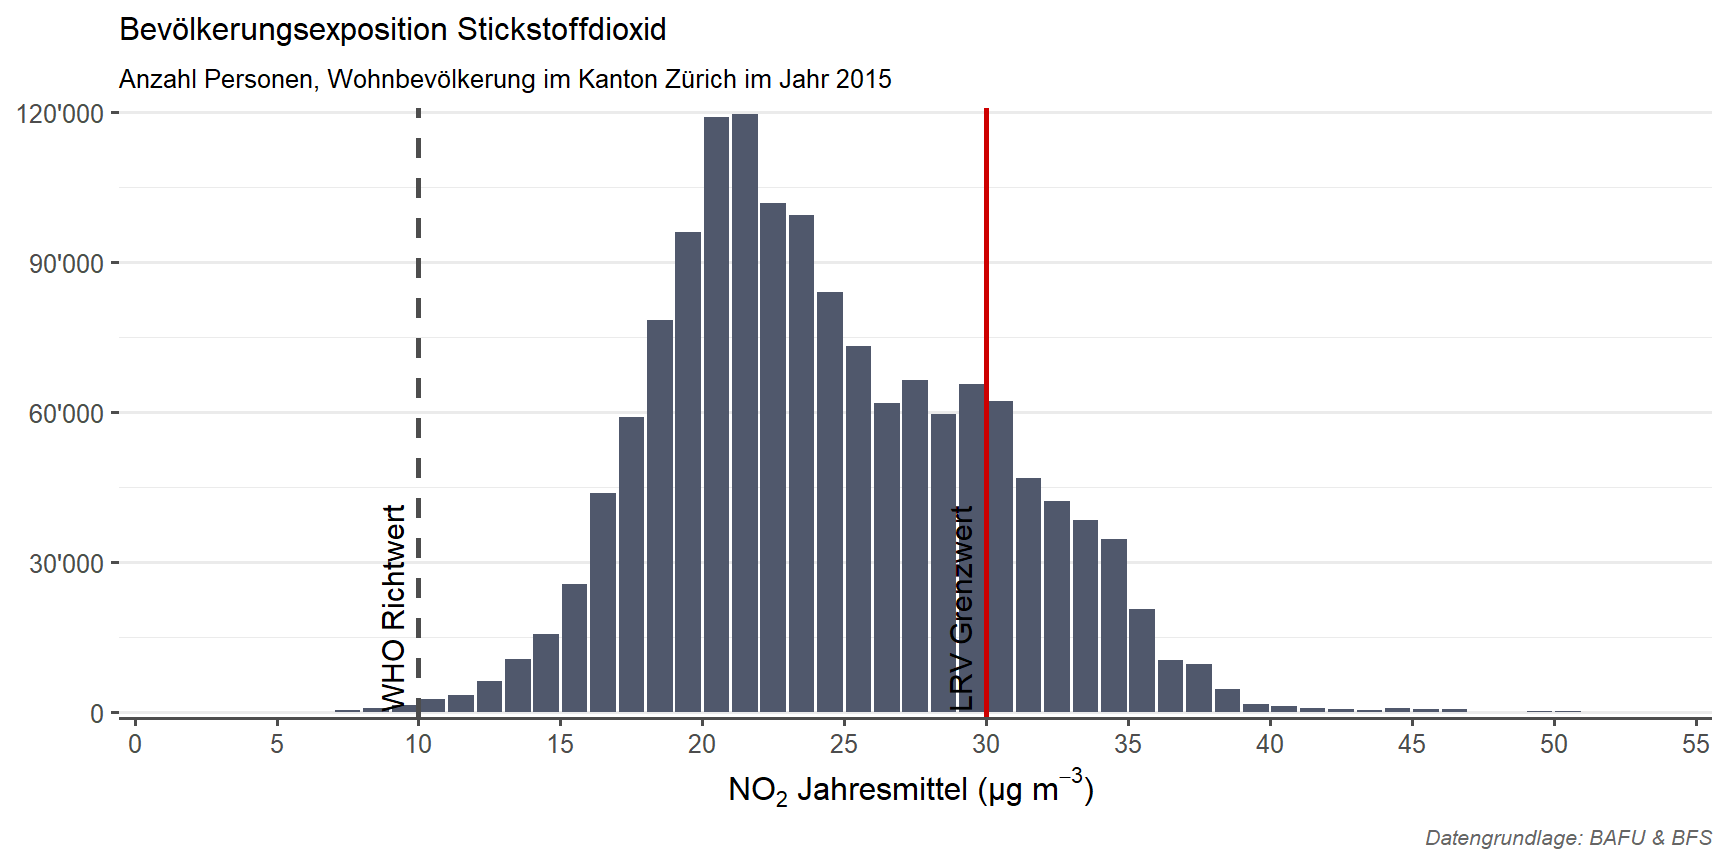 Bevölkerungsexposition Stickstoffdioxid
Anzahl Personen, Wohnbevölkerung im Kanton Zürich im Jahr 2015
120'000
90'000
60'000
30'000
0
WHO Richtwert
LRV Grenzwert
0 5 10 15 20 25 30 35 40 45 50 55
NO₂ Jahresmittel (µg m⁻³)
Datengrundlage: BAFU & BFS